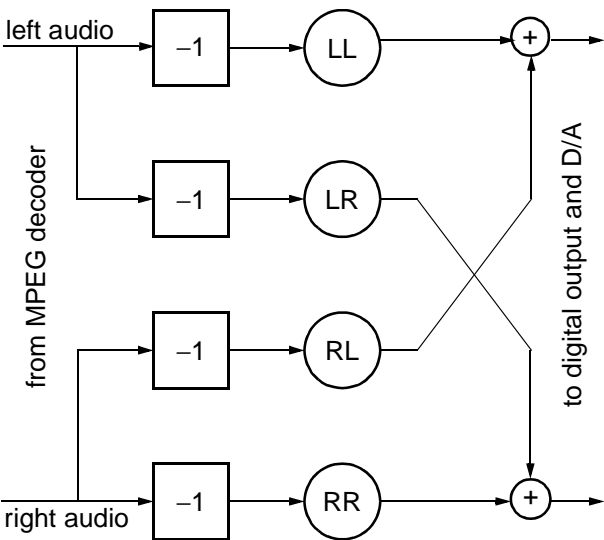 left audio
−1
LL
+
from MPEG decoder
−1
LR
to digital output and D/A
−1
RL
right audio
−1
RR
+